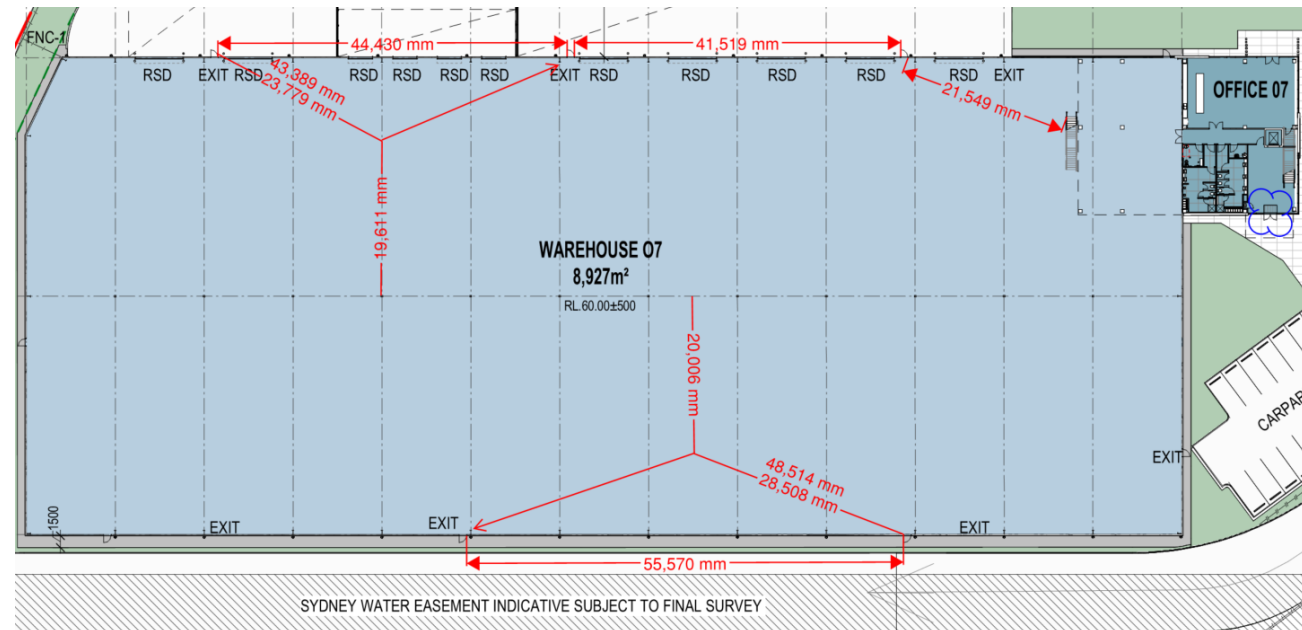 FNC-1
44,430 mm
41,519 mm
RSD
EXIT
RSD
RSD
RSD
RSD
RSD
EXIT
RSD
RSD
RSD
RSD
RSD
EXIT
43,389 mm
23,779 mm
21,549 mm
OFFICE 07
19,611 mm
WAREHOUSE 07
8,927m²
RL.60.00±500
20,006 mm
CARPAR
48,514 mm
28,508 mm
EXIT
1500
EXIT
EXIT
EXIT
55,570 mm
SYDNEY WATER EASEMENT INDICATIVE SUBJECT TO FINAL SURVEY